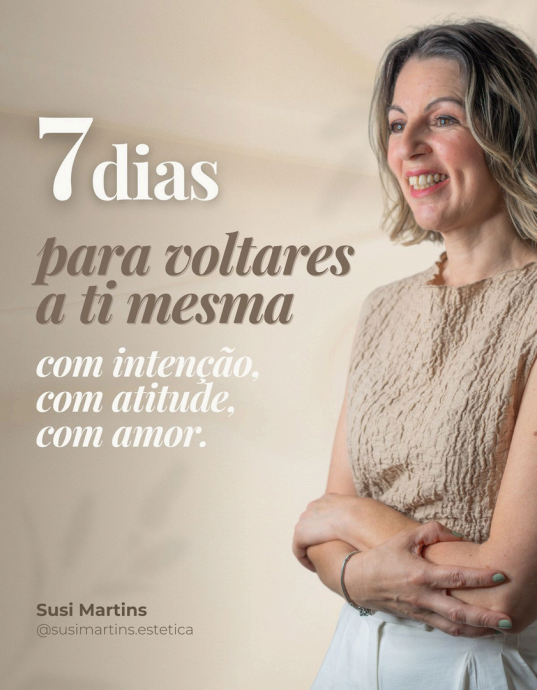 7 dias
para voltares
a ti mesma
com intenção,
com atitude,
com amor.
Susi Martins
@susimartins.estetica